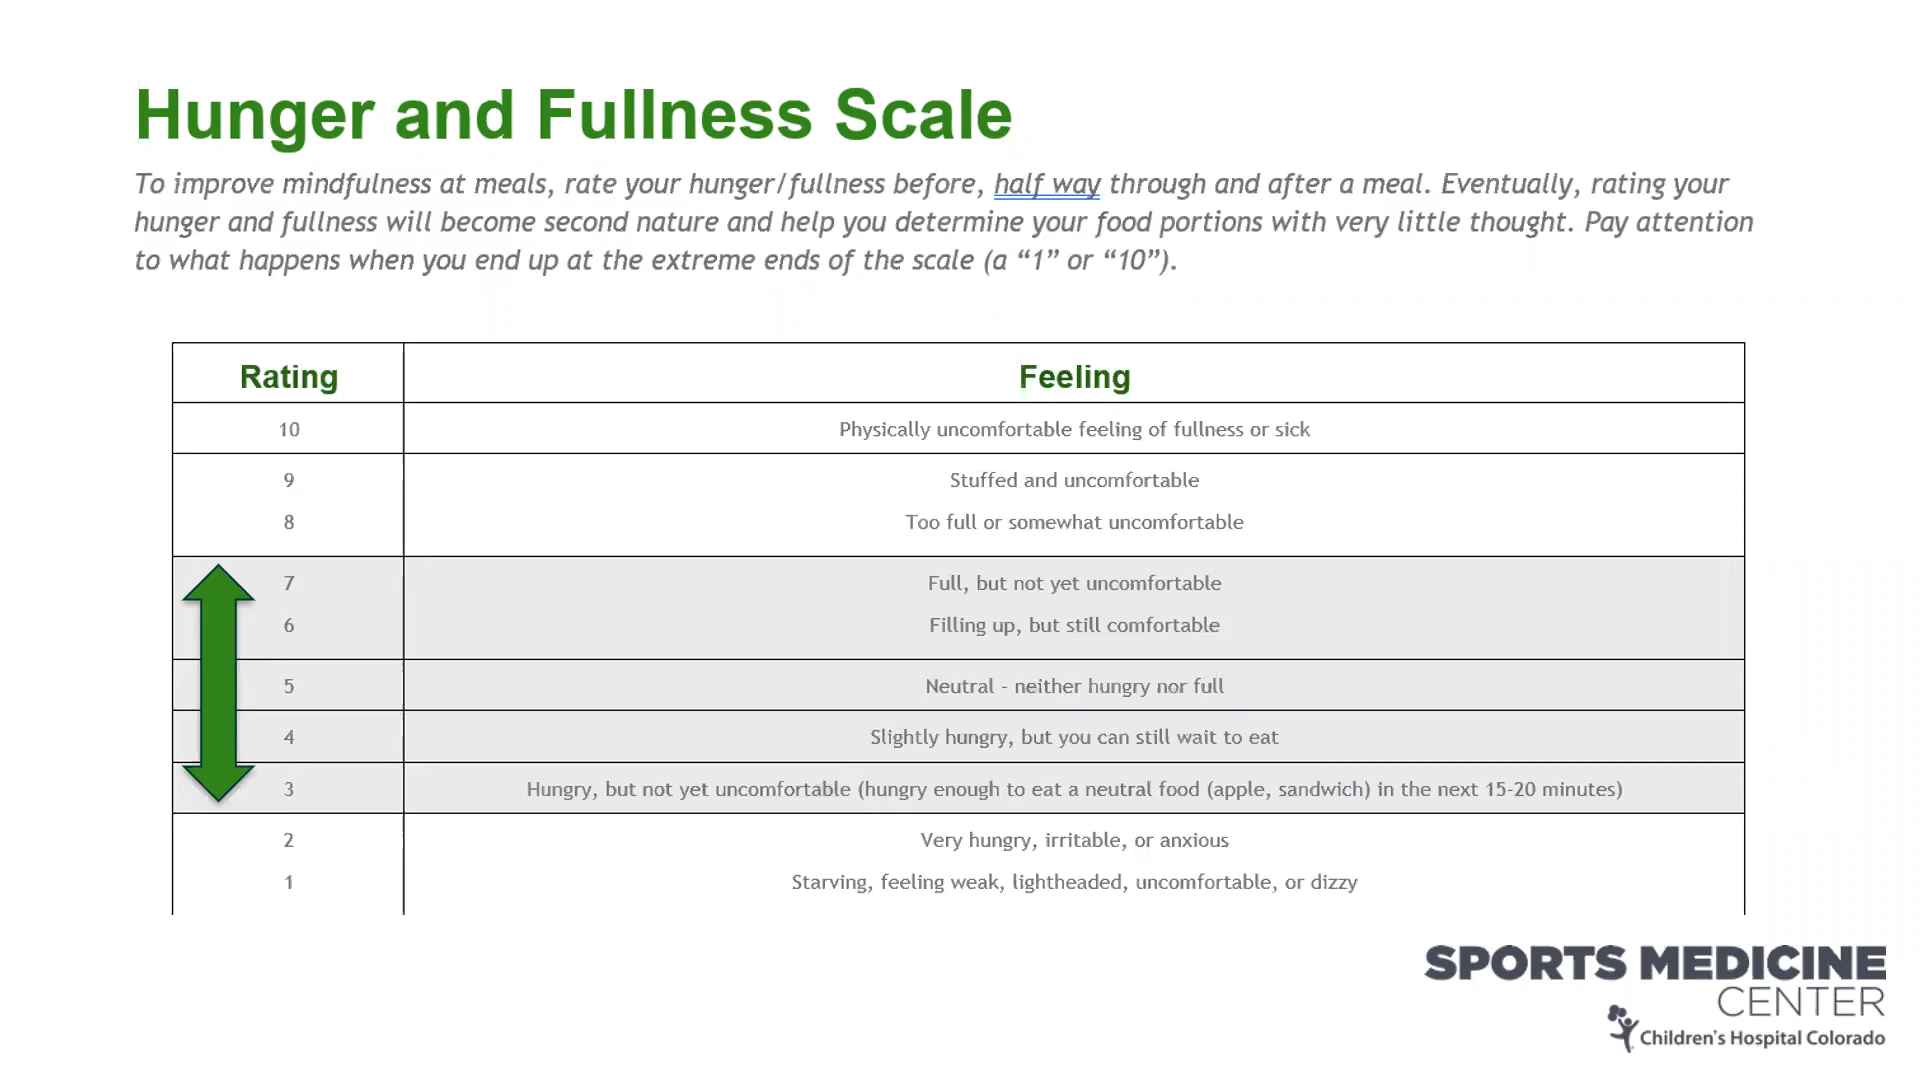 Hunger and Fullness Scale
To improve mindfulness at meals, rate your hunger/fullness before, half way through and after a meal. Eventually, rating your
hunger and fullness will become second nature and help you determine your food portions with very little thought. Pay attention
to what happens when you end up at the extreme ends of the scale (a “1” or “10”).
Rating Feeling
10 Physically uncomfortable feeling of fullness or sick
9 Stuffed and uncomfortable
8 Too full or somewhat uncomfortable
7 Full, but not yet uncomfortable
6 Filling up, but still comfortable
5 Neutral - neither hungry nor full
4 Slightly hungry, but you can still wait to eat
3 Hungry, but not yet uncomfortable (hungry enough to eat a neutral food (apple, sandwich) in the next 15-20 minutes)
2 Very hungry, irritable, or anxious
1 Starving, feeling weak, lightheaded, uncomfortable, or dizzy
SPORTS MEDICINE
CENTER
Children's Hospital Colorado